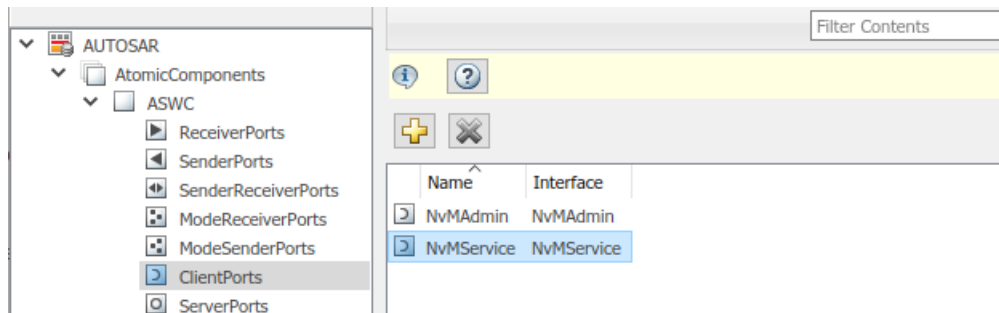 Filter Contents
AUTOSAR
AtomicComponents
ASWC
ReceiverPorts
SenderPorts
SenderReceiverPorts
ModeReceiverPorts
ModeSenderPorts
ClientPorts
ServerPorts
Name Interface
NvMAdmin NvMAdmin
NvMService NvMService